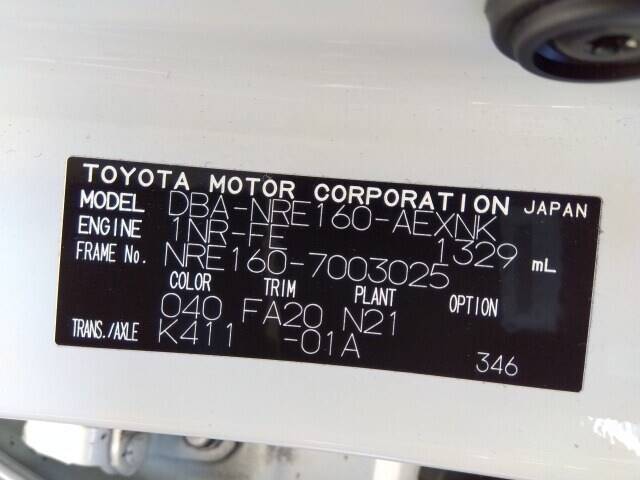 TOYOTA MOTOR CORPORATION JAPAN
MODEL DBA-NRE160-AEXNK
ENGINE 1NR-FE 1329 mL
FRAME No. NRE160-7003025
COLOR TRIM PLANT OPTION
040 FA20 N21
TRANS./AXLE K411 -01A
346